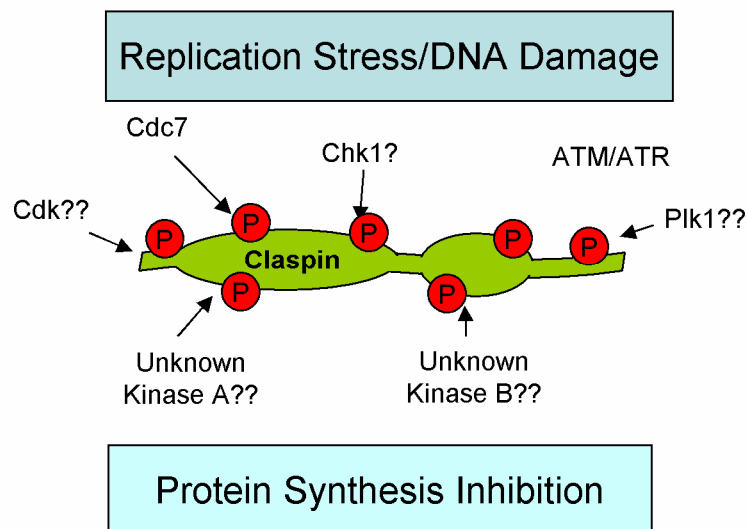 Replication Stress/DNA Damage
Cdc7
Chk1?
ATM/ATR
Cdk??
Plk1??
P
P
P
P
P
Claspin
P
P
Unknown
Kinase A??
Unknown
Kinase B??
Protein Synthesis Inhibition